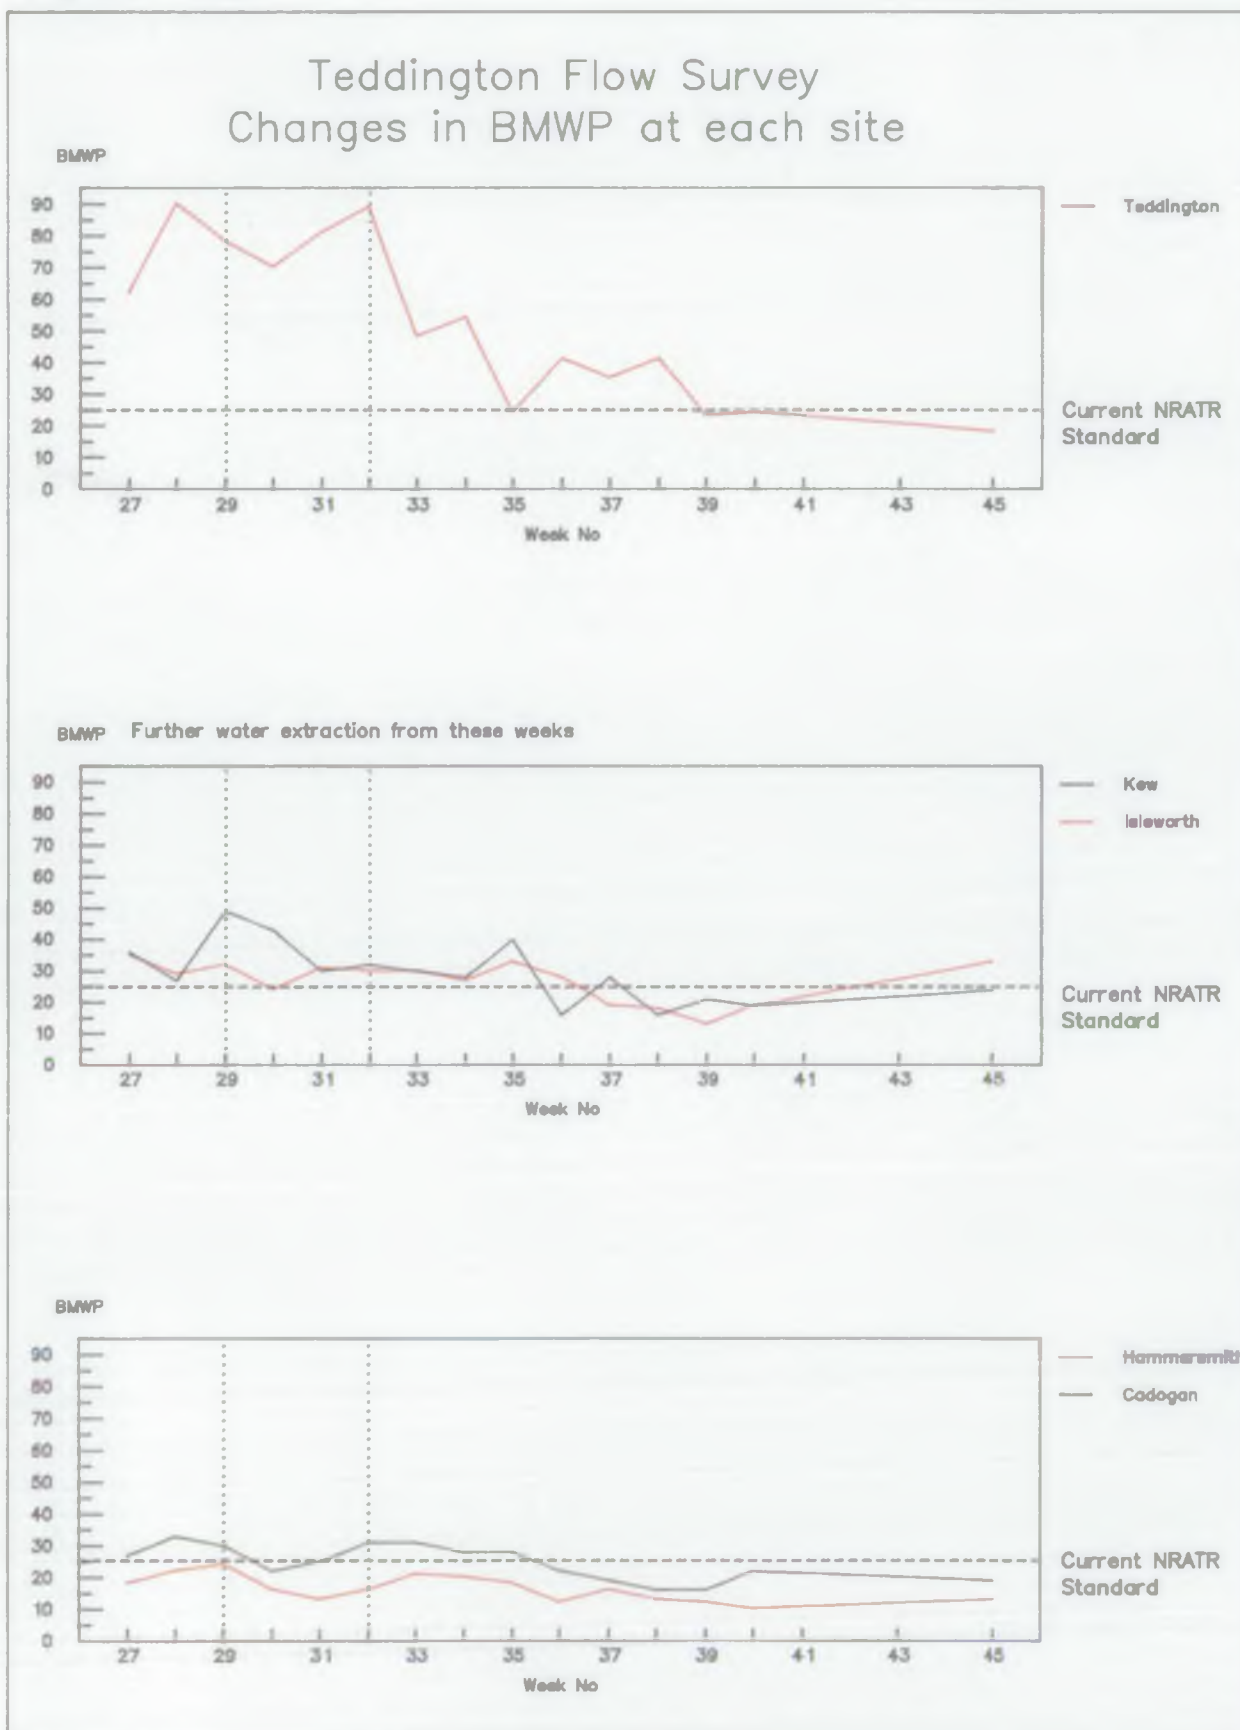 Teddington Flow Survey
Changes in BMWP at each site
BMWP
Teddington
90
80
70
60
50
40
30
20
10
0
Current NRATR
Standard
27 29 31 33 35 37 39 41 43 45
Week No
BMWP Further water extraction from these weeks
Kew
Isleworth
90
80
70
60
50
40
30
20
10
0
Current NRATR
Standard
27 29 31 33 35 37 39 41 43 45
Week No
BMWP
Hammersmith
Cadogan
90
80
70
60
50
40
30
20
10
0
Current NRATR
Standard
27 29 31 33 35 37 39 41 43 45
Week No